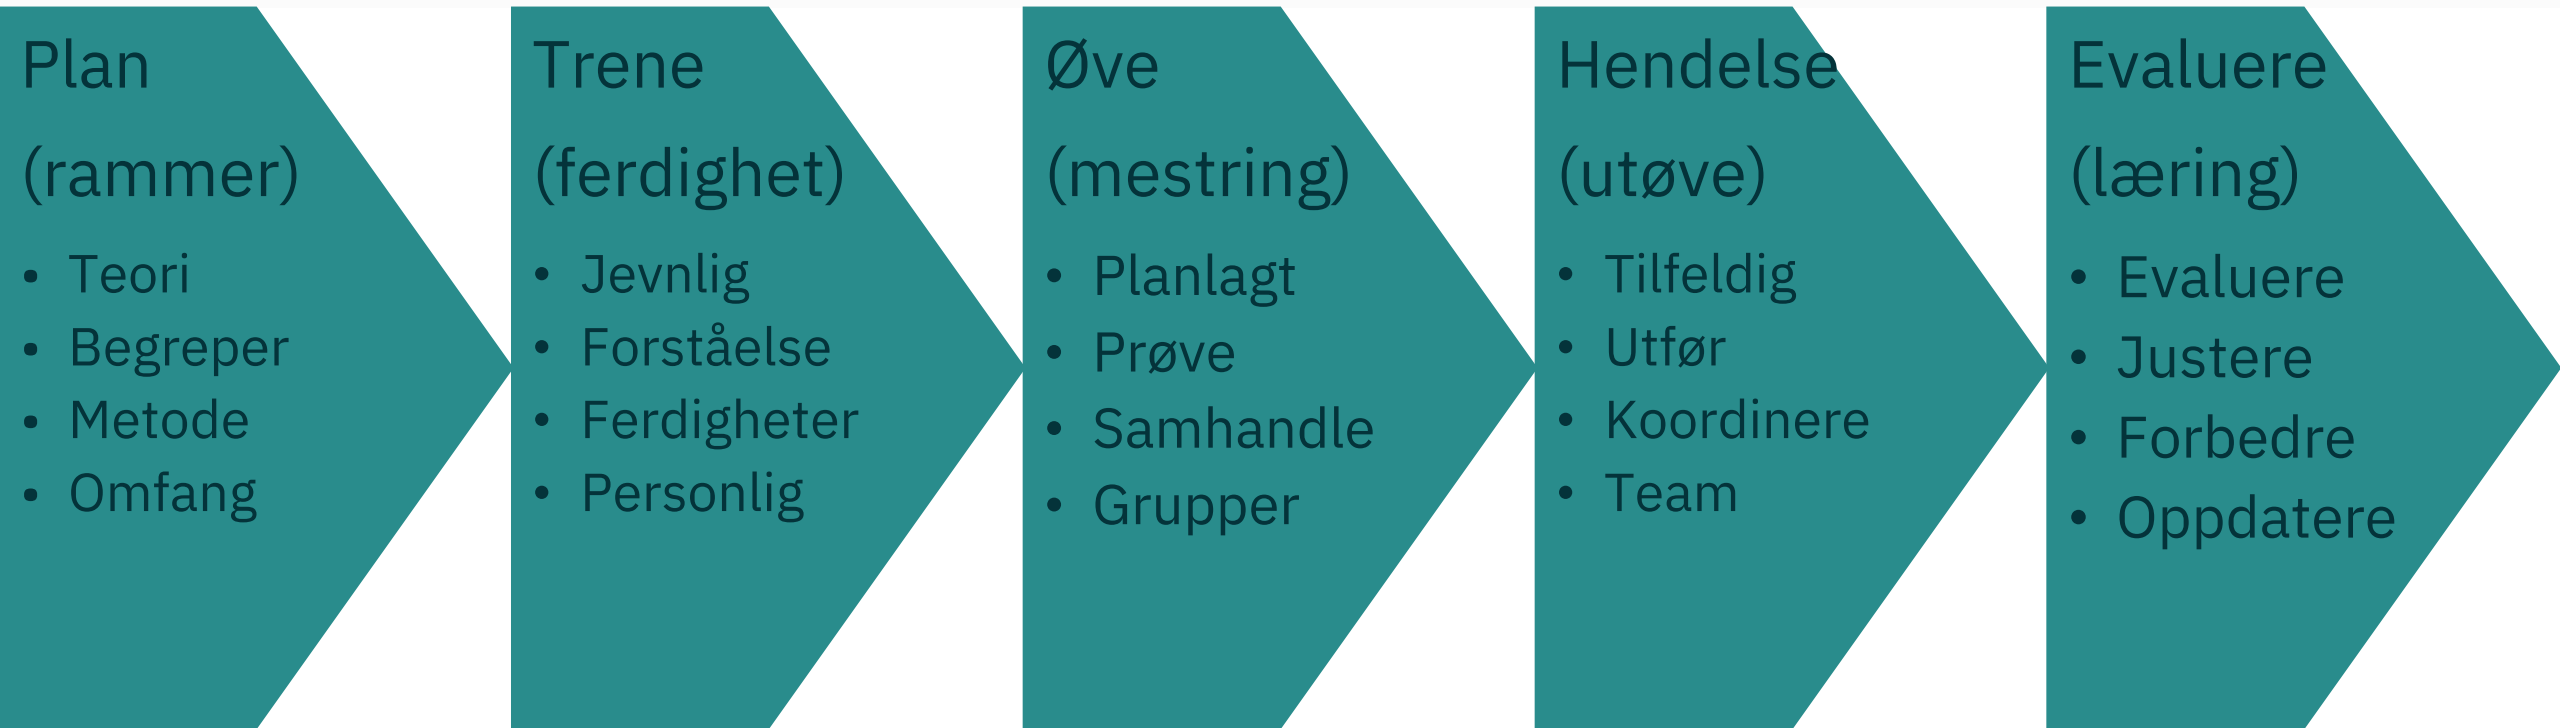 Plan
(rammer)
• Teori
• Begreper
• Metode
• Omfang
Trene
(ferdighet)
• Jevnlig
• Forståelse
• Ferdigheter
• Personlig
Øve
(mestring)
• Planlagt
• Prøve
• Samhandle
• Grupper
Hendelse
(utøve)
• Tilfeldig
• Utfør
• Koordinere
• Team
Evaluere
(læring)
• Evaluere
• Justere
• Forbedre
• Oppdatere